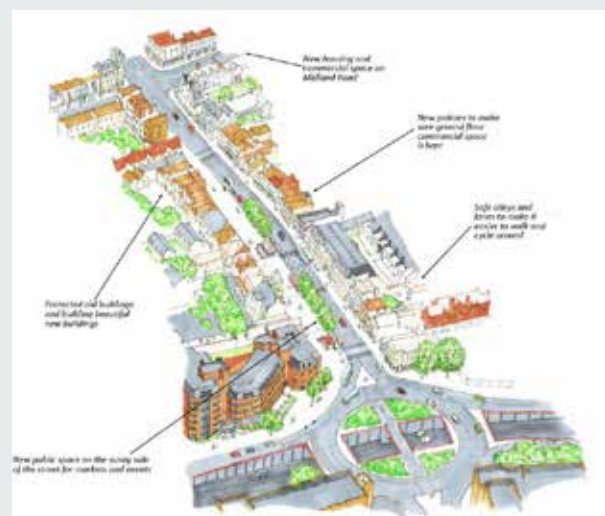 New housing and
commercial space on
Midland Road
New policies to make
sure ground floor
commercial space
is kept
Safe alleys and
lanes to make it
easier to walk and
cycle around
Protected old buildings
and building beautiful
new buildings
New public space on the sunny side
of the street for markets and events